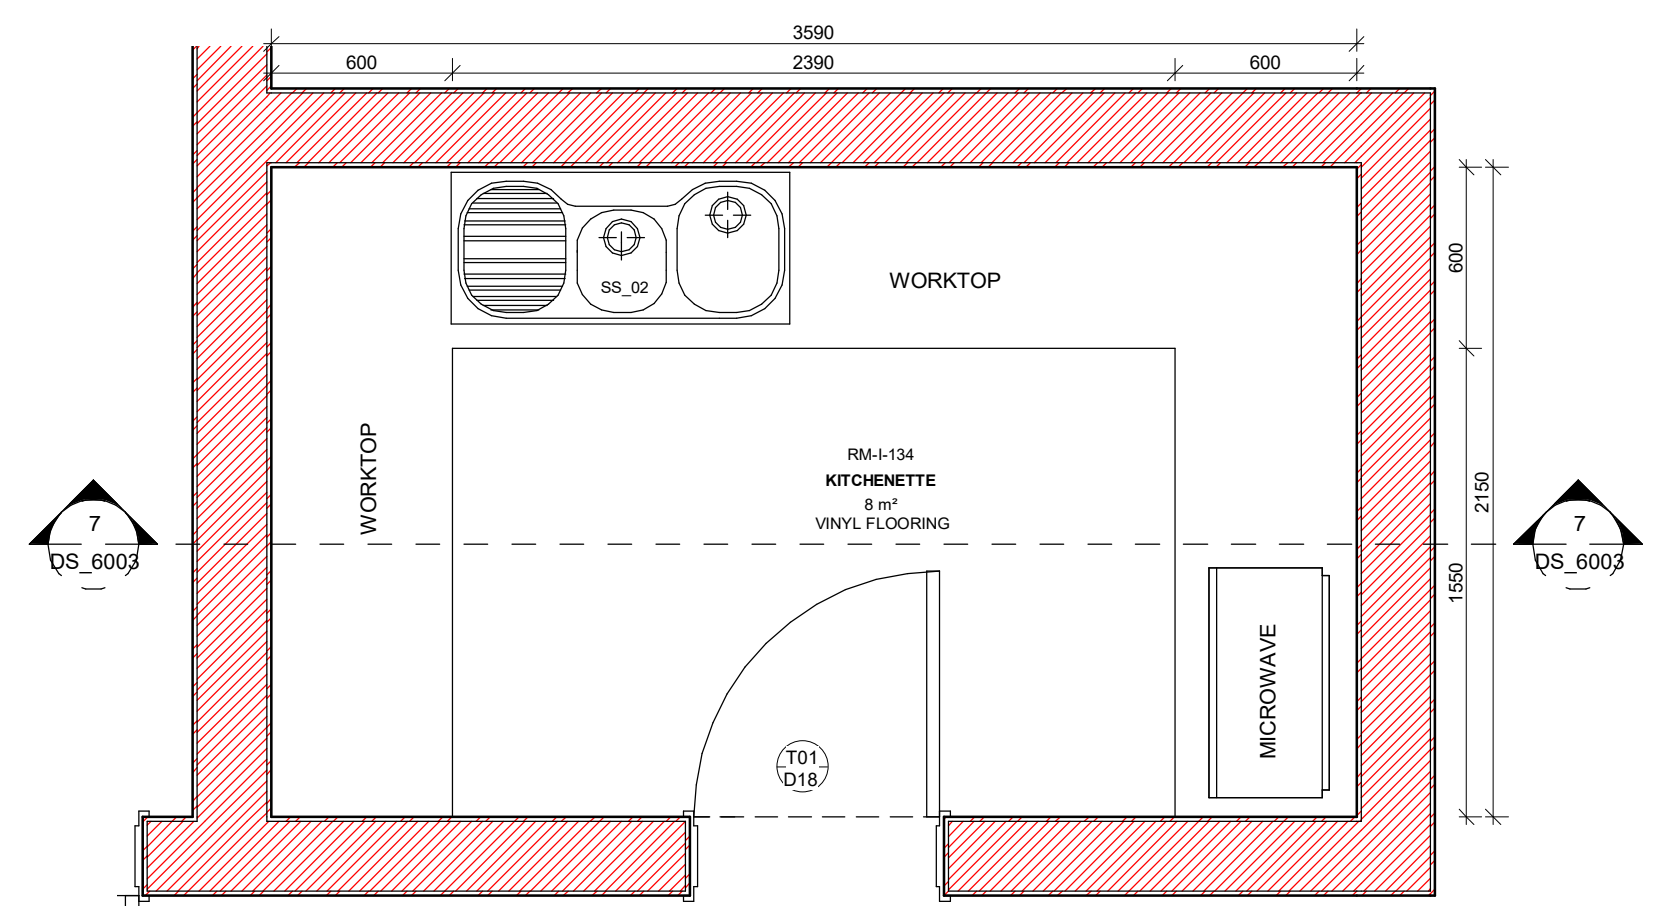 3590
600
2390
600
WORKTOP
SS_02
600
WORKTOP
RM-I-134
KITCHENETTE
8 m²
VINYL FLOORING
2150
1550
7
DS_6003
7
DS_6003
MICROWAVE
T01
D18